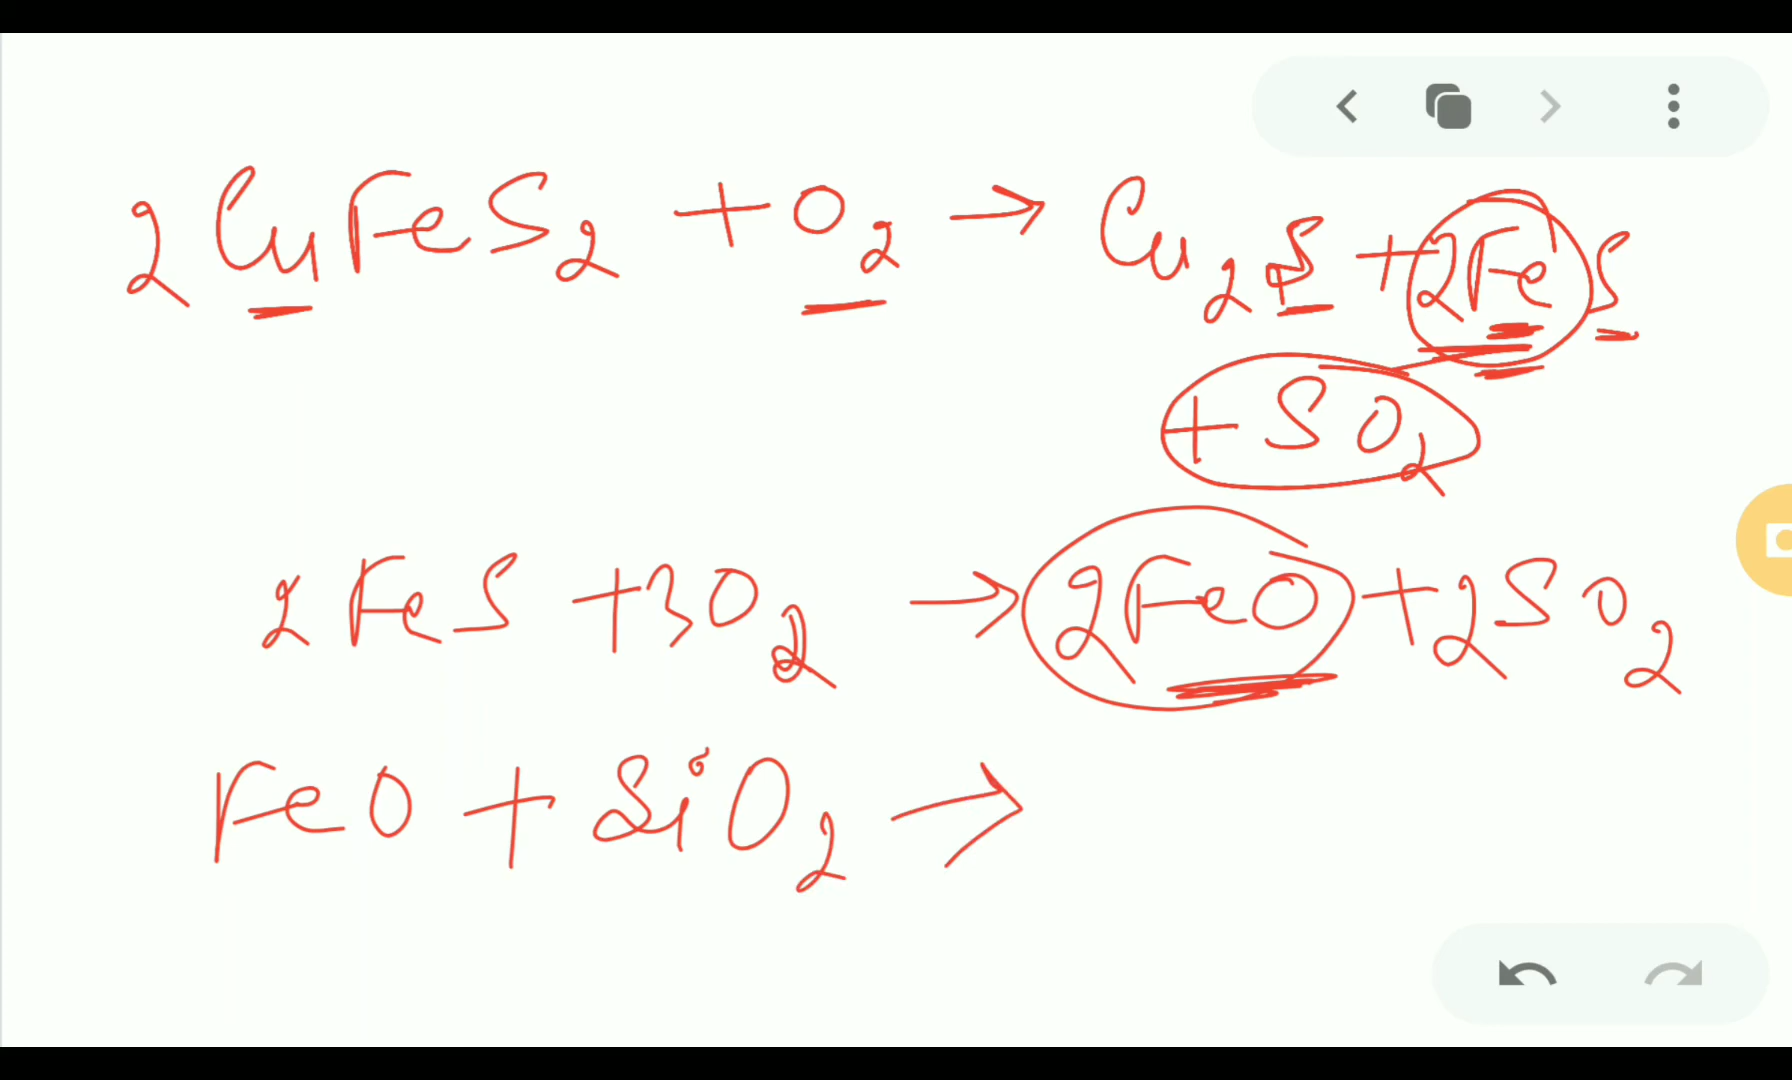 2CuFeS₂ + O₂ → Cu₂S + 2FeS
+ SO₂
2FeS + 3O₂ → 2FeO + 2SO₂
FeO + SiO₂ →